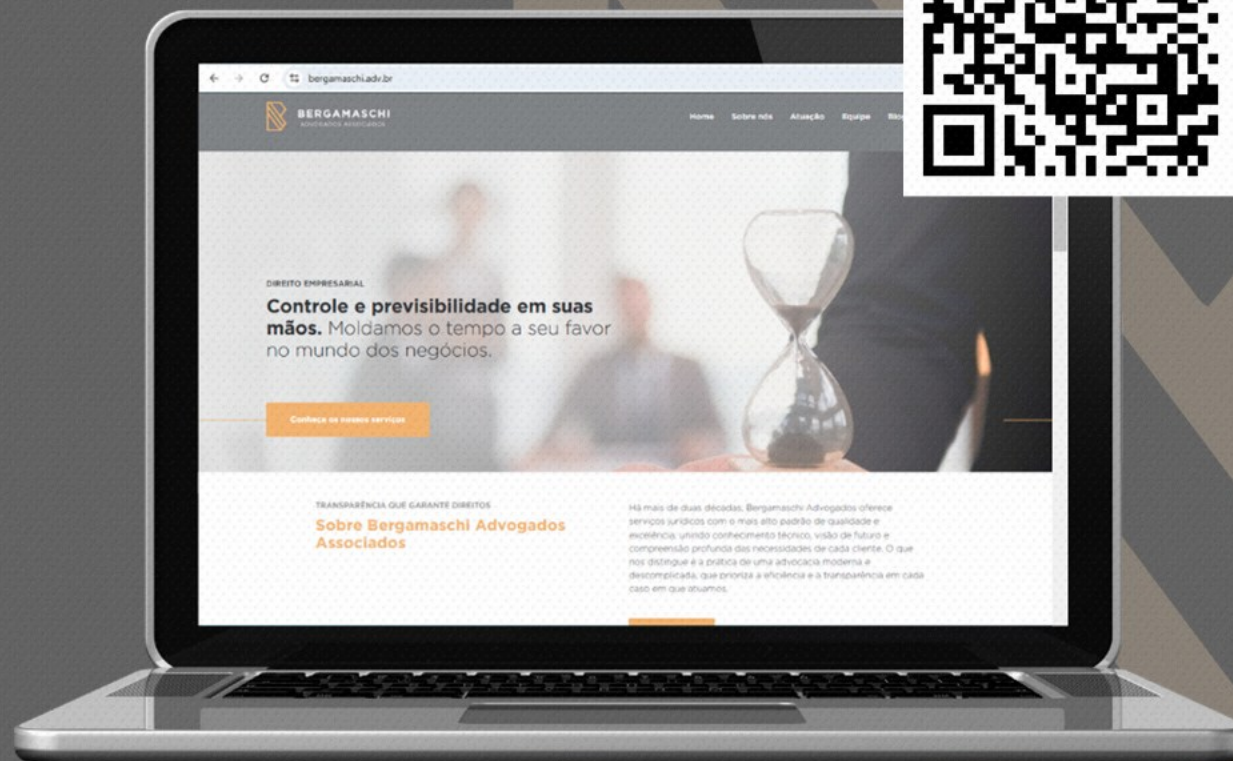 bergamaschi.adv.br
BERGAMASCHI
ADVOGADOS ASSOCIADOS
Home Sobre nós Atuação Equipe
DIREITO EMPRESARIAL
Controle e previsibilidade em suas
mãos. Moldamos o tempo a seu favor
no mundo dos negócios.
Conheça os nossos serviços
TRANSPARÊNCIA QUE GARANTE DIREITOS
Sobre Bergamaschi Advogados
Associados
Há mais de duas décadas, Bergamaschi Advogados oferece
serviços jurídicos com o mais alto padrão de qualidade e
excelência, unindo conhecimento técnico, visão de futuro e
compreensão profunda das necessidades de cada cliente. O que
nos distingue é a prática de uma advocacia moderna e
descomplicada, que prioriza a eficiência e a transparência em cada
caso em que atuamos.